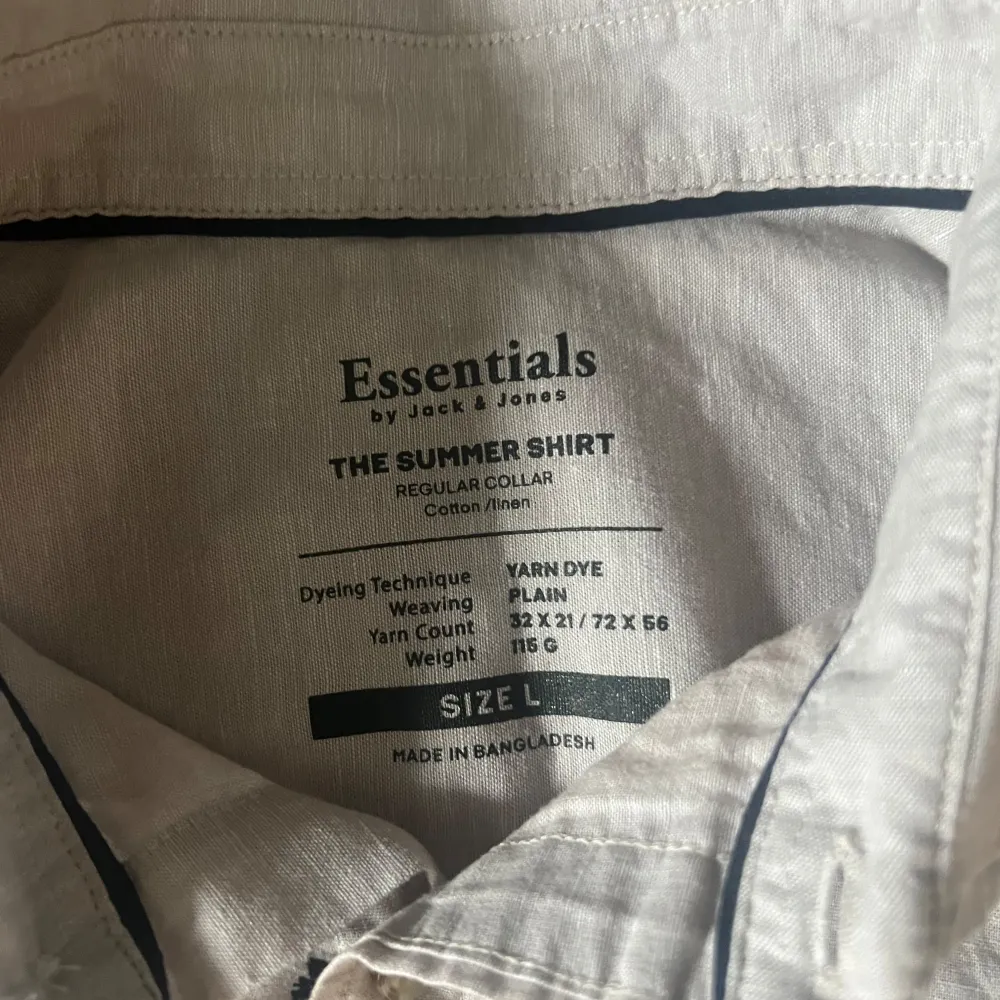 Essentials
by Jack & Jones
THE SUMMER SHIRT
REGULAR COLLAR
Cotton /linen
Dyeing Technique YARN DYE
Weaving PLAIN
Yarn Count 32 X 21 / 72 X 56
Weight 115 G
SIZE L
MADE IN BANGLADESH